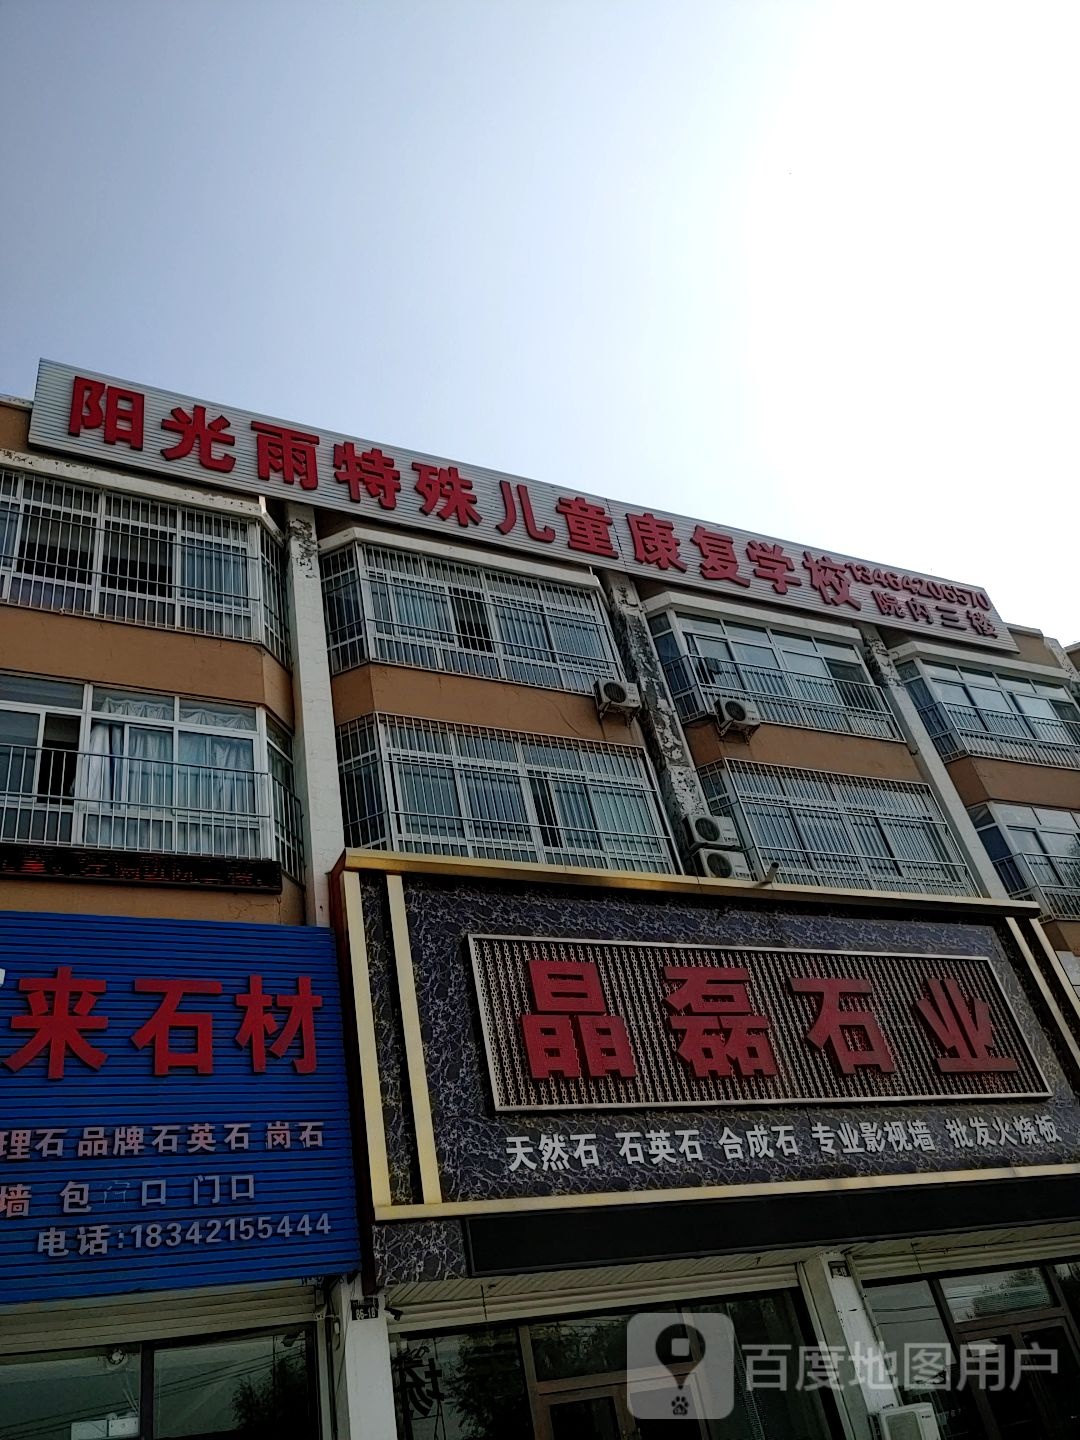 阳光雨特殊儿童康复学校
13464206570
院内三楼
来石材
理石 品牌石英石 岗石
墙 包 口 门口
电话:18342155444
晶磊石业
天然石 石英石 合成石 专业影视墙 批发火烧板
百度地图用户